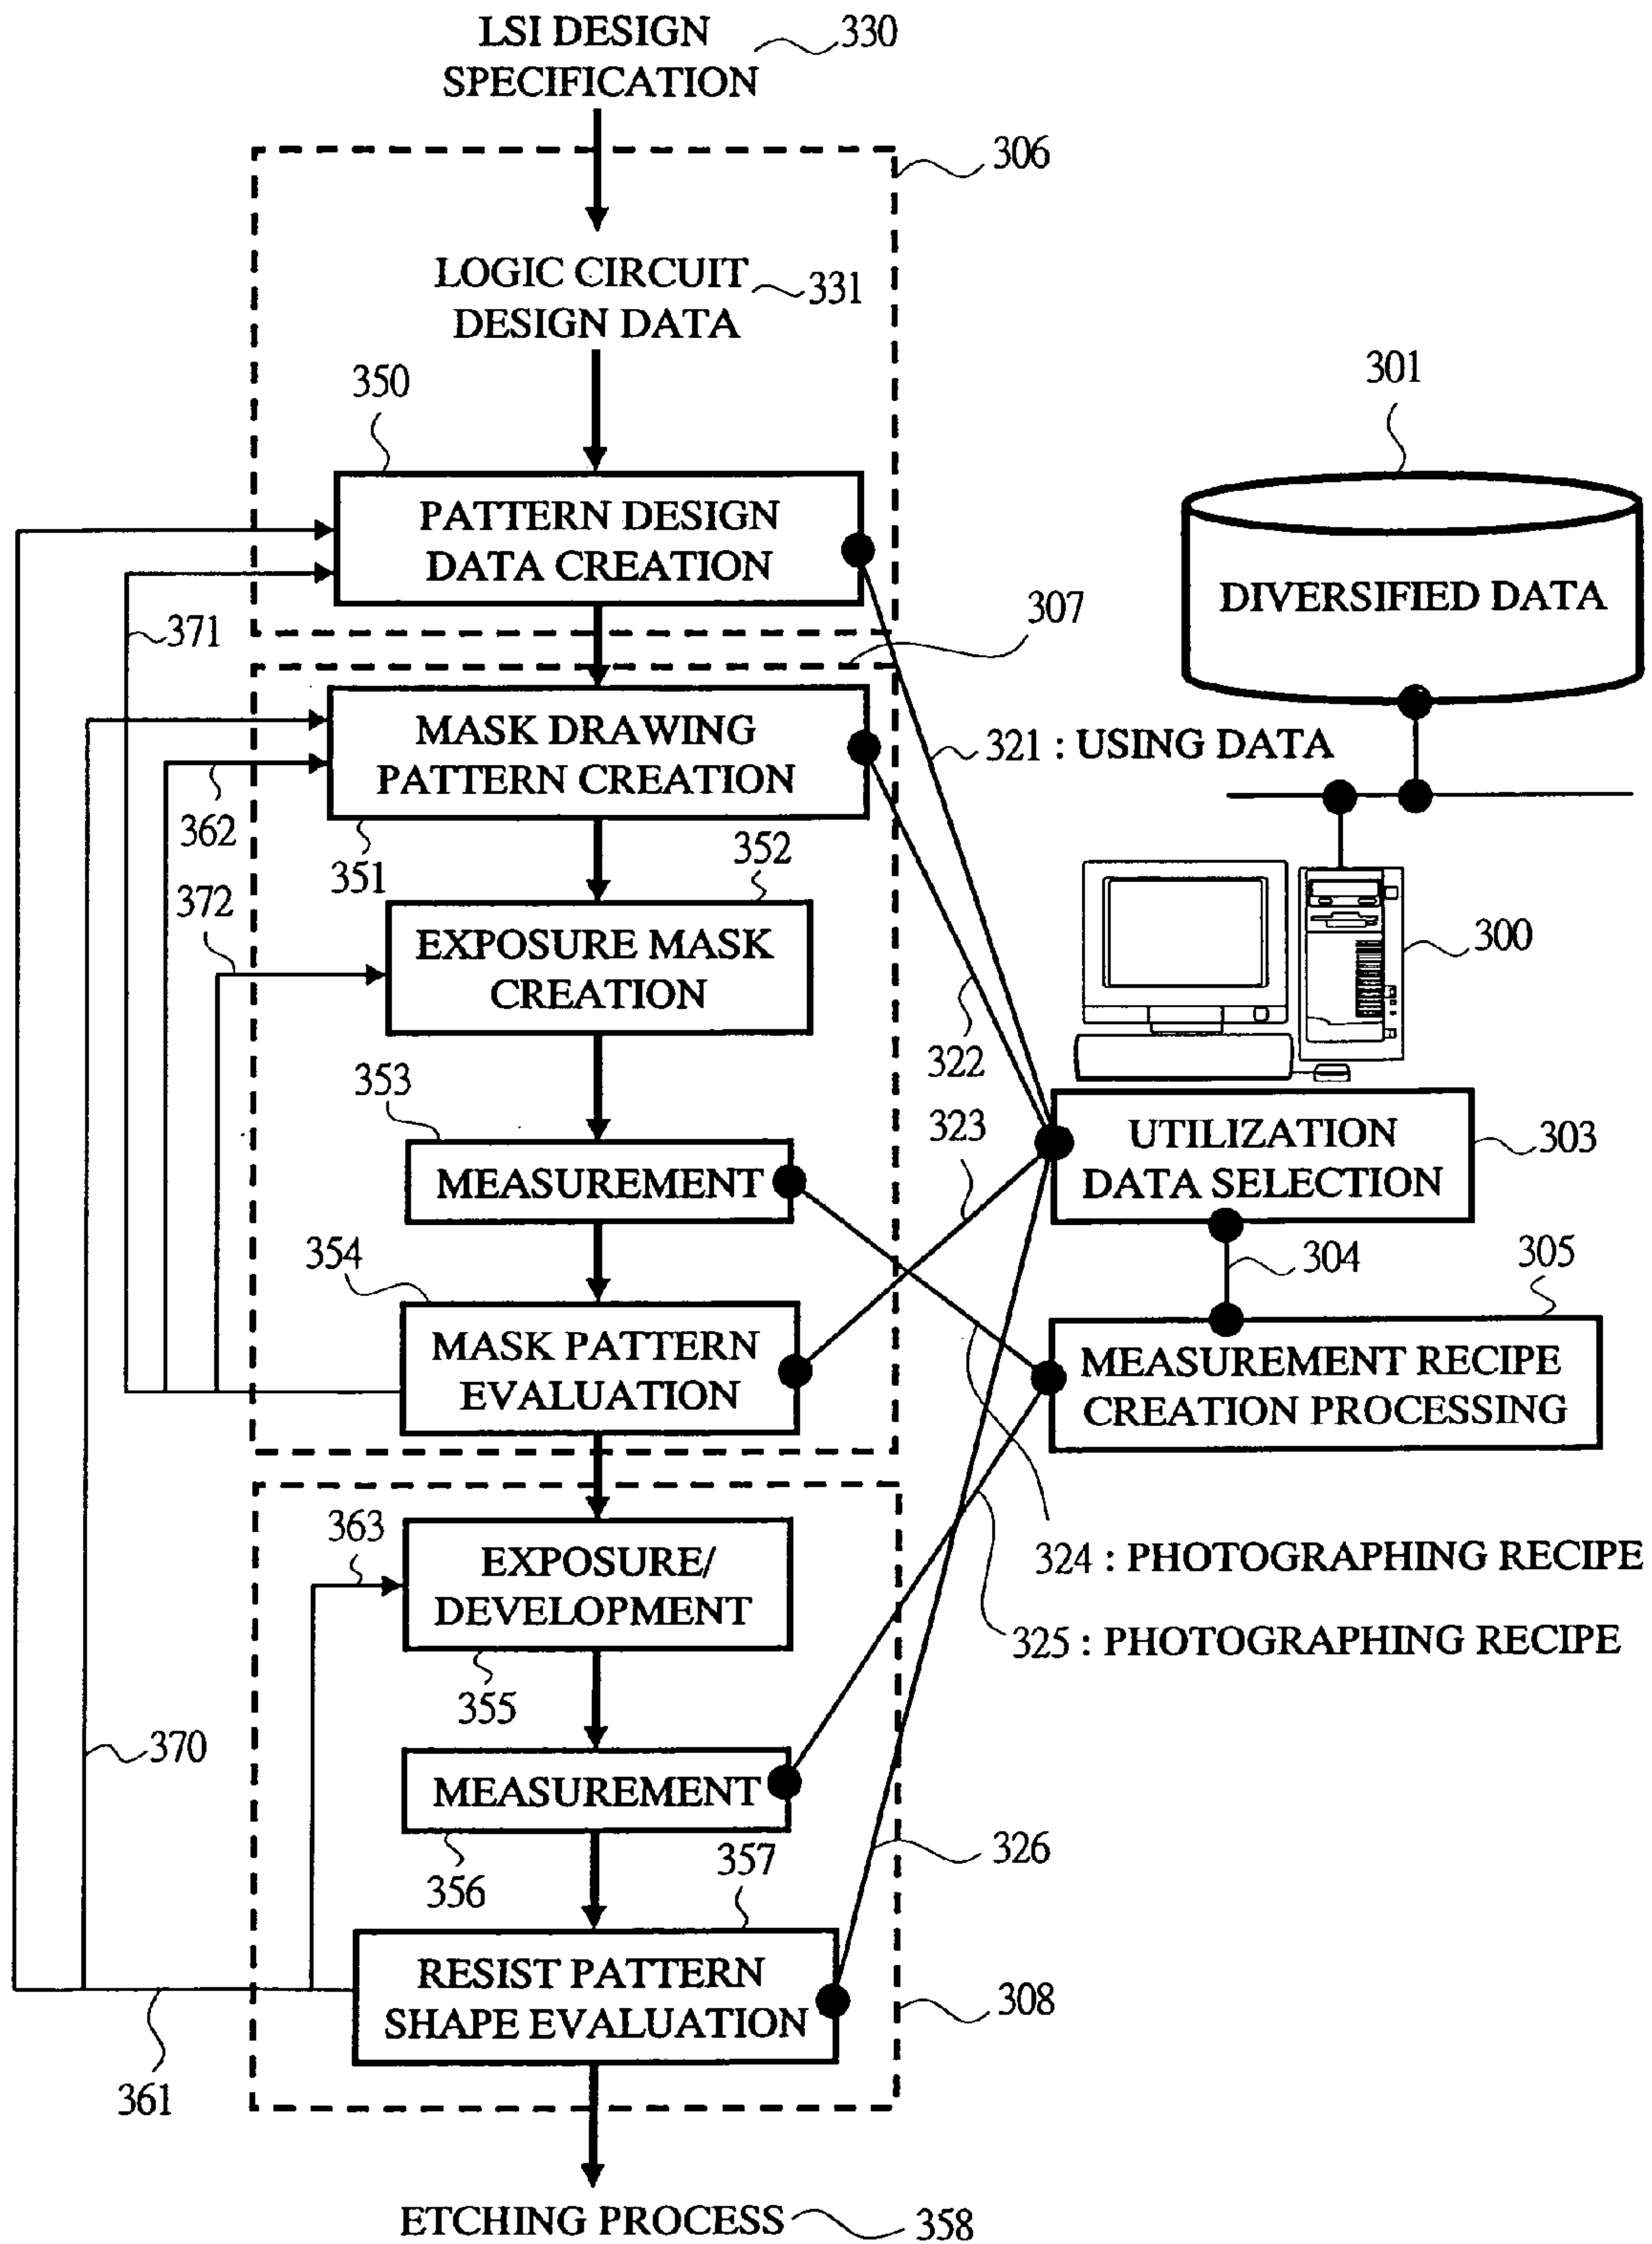 LSI DESIGN
SPECIFICATION
330
306
LOGIC CIRCUIT
DESIGN DATA
331
350
301
PATTERN DESIGN
DATA CREATION
DIVERSIFIED DATA
371
307
MASK DRAWING
PATTERN CREATION
321 : USING DATA
362
351
352
372
EXPOSURE MASK
CREATION
300
322
353
323
MEASUREMENT
UTILIZATION
DATA SELECTION
303
354
304
305
MASK PATTERN
EVALUATION
MEASUREMENT RECIPE
CREATION PROCESSING
363
EXPOSURE/
DEVELOPMENT
324 : PHOTOGRAPHING RECIPE
325 : PHOTOGRAPHING RECIPE
355
370
MEASUREMENT
326
356
357
RESIST PATTERN
SHAPE EVALUATION
308
361
ETCHING PROCESS
358